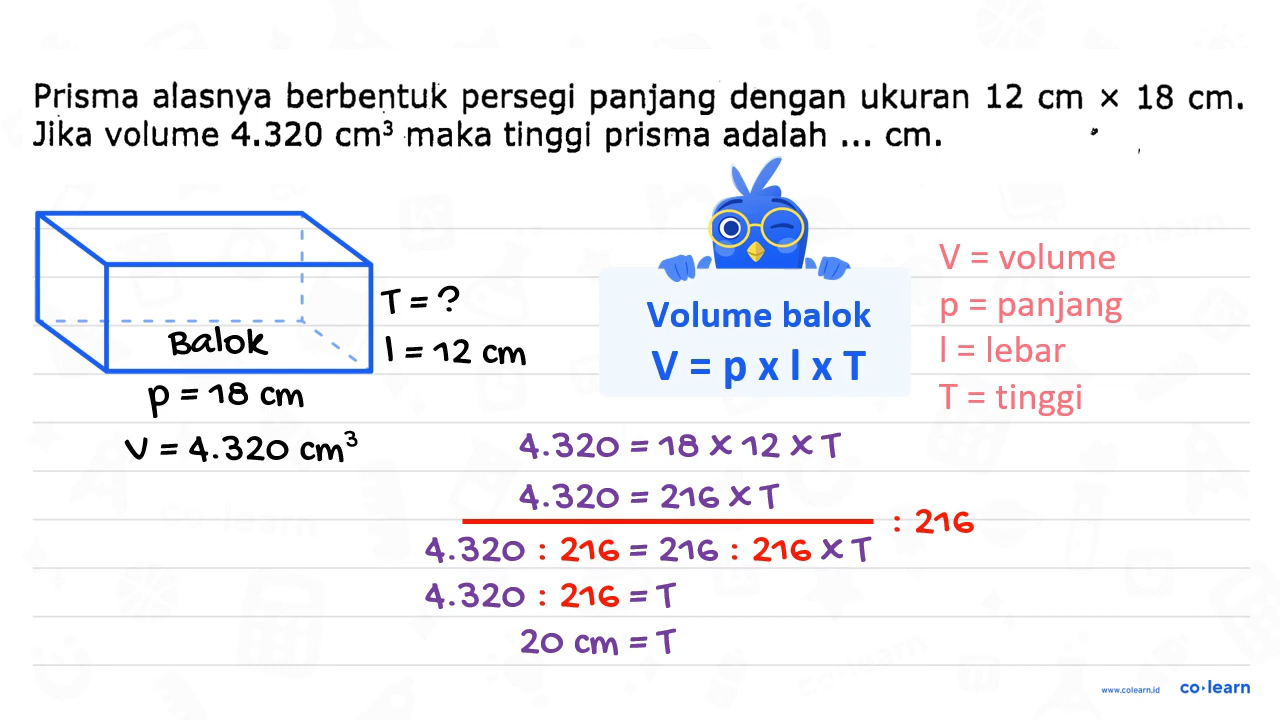 Prisma alasnya berbentuk persegi panjang dengan ukuran 12 cm × 18 cm.
Jika volume 4.320 cm³ maka tinggi prisma adalah ... cm.
T = ?
Balok
l = 12 cm
p = 18 cm
V = 4.320 cm³
Volume balok
V = p x l x T
V = volume
p = panjang
l = lebar
T = tinggi
4.320 = 18 × 12 × T
4.320 = 216 × T
: 216
4.320 : 216 = 216 : 216 × T
4.320 : 216 = T
20 cm = T
www.colearn.id
co·learn